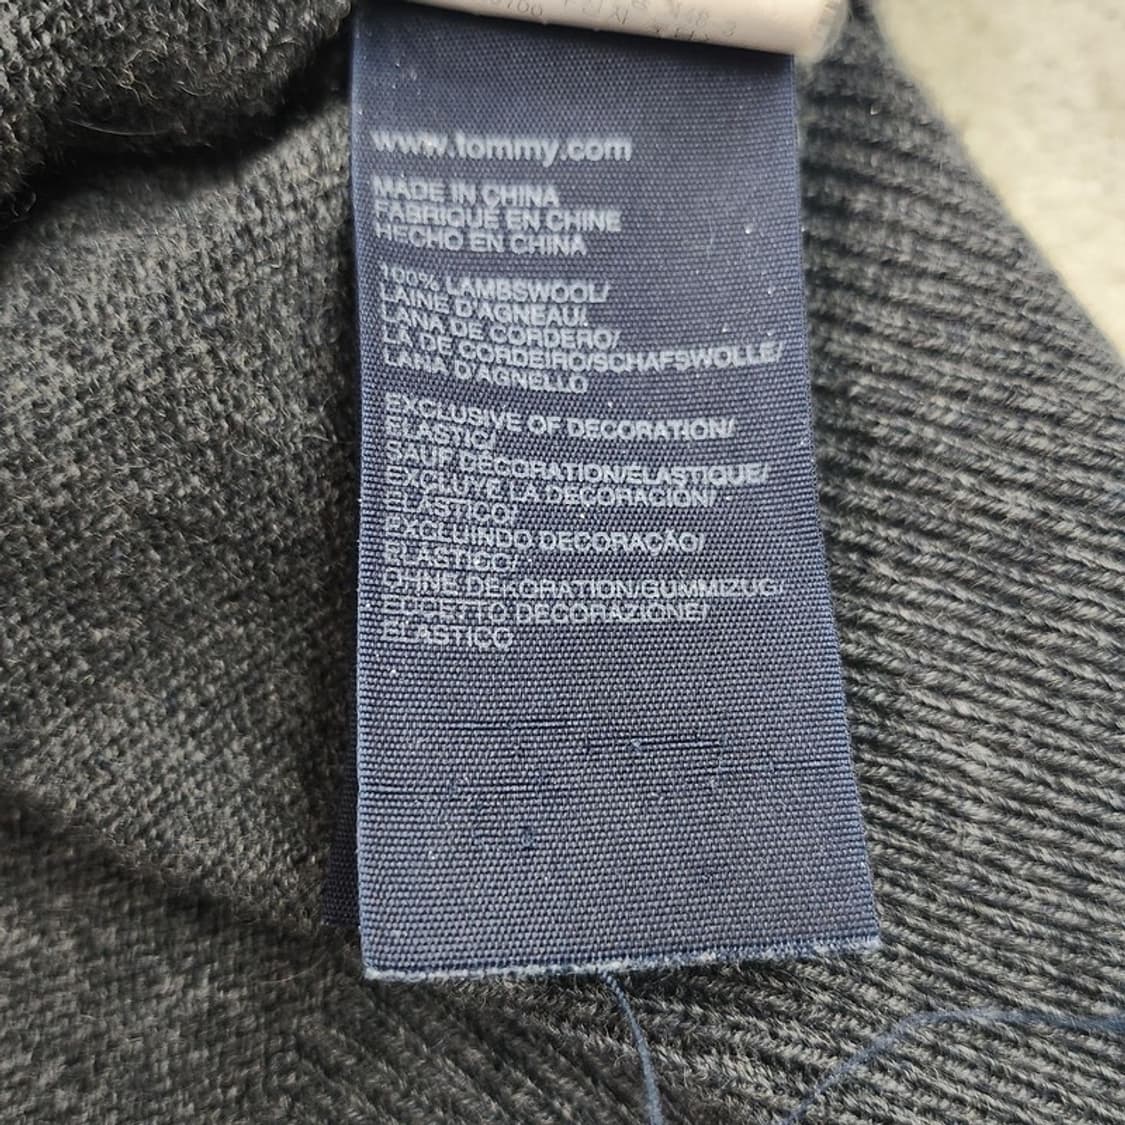 www.tommy.com
MADE IN CHINA
FABRIQUÉ EN CHINE
HECHO EN CHINA
100% LAMBSWOOL/
LAINE D'AGNEAU/
LANA DE CORDERO/
LÃ DE CORDEIRO/SCHAFSWOLLE/
LANA D'AGNELLO
EXCLUSIVE OF DECORATION/
ELASTIC/
SAUF DÉCORATION/ELASTIQUE/
EXCLUYE LA DECORACIÓN/
ELÁSTICO/
EXCLUINDO DECORAÇÃO/
ELÁSTICO/
OHNE DEKORATION/GUMMIZUG/
ECCETTO DECORAZIONE/
ELASTICO